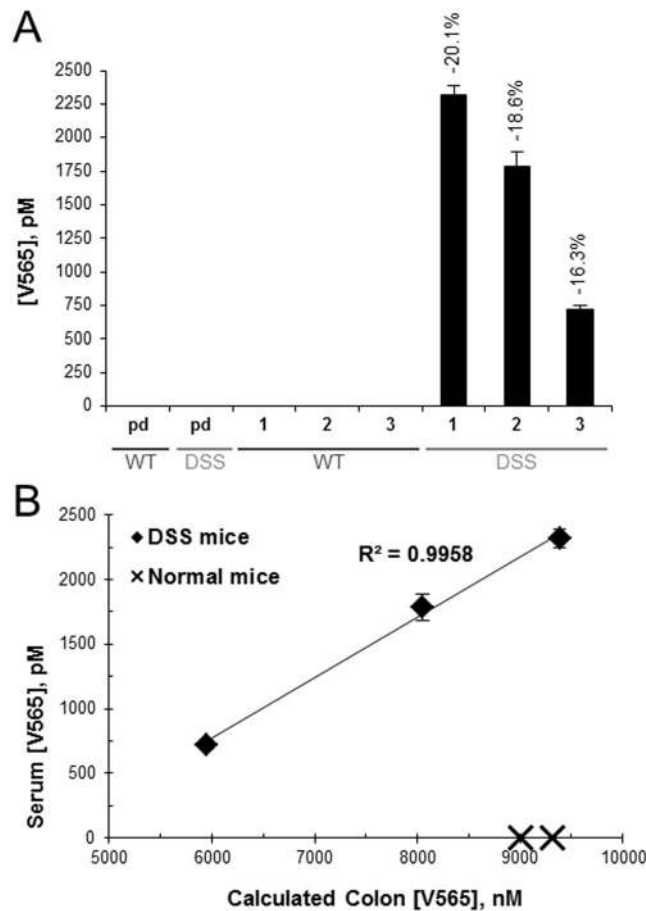 A
-20.1%
-18.6%
-16.3%
2500
2250
2000
1750
1500
1250
1000
750
500
250
0
[V565], pM
pd pd 1 2 3 1 2 3
WT DSS WT DSS
B
2500
2000
1500
1000
500
0
Serum [V565], pM
DSS mice
Normal mice
R² = 0.9958
5000 6000 7000 8000 9000 10000
Calculated Colon [V565], nM